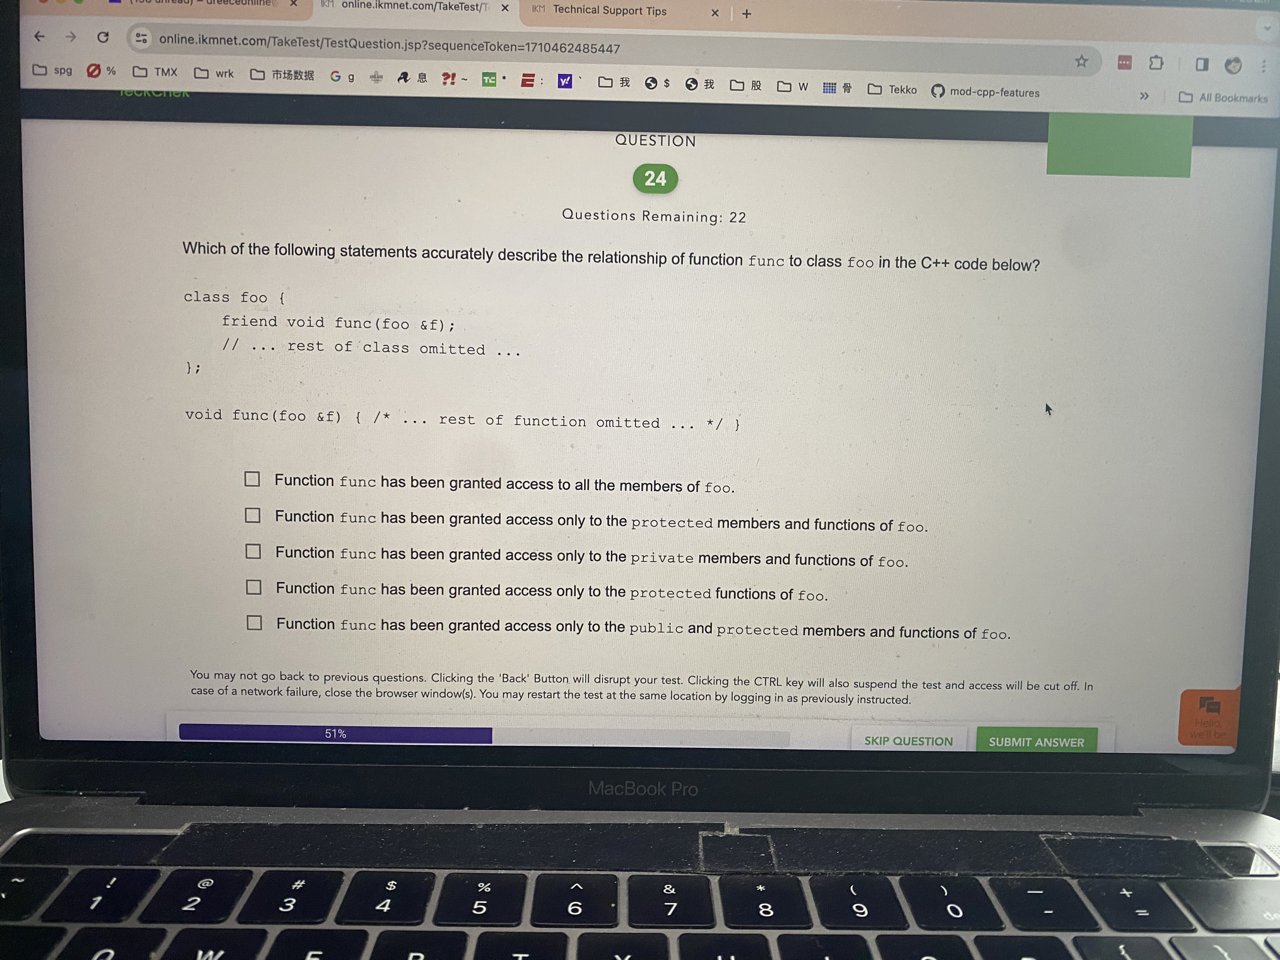 online.ikmnet.com/TakeTest/T
Technical Support Tips
online.ikmnet.com/TakeTest/TestQuestion.jsp?sequenceToken=1710462485447
spg
%
TMX
wrk
市场数据
G g
息
?! ~
TC
y!
我
$
我
股
W
骨
Tekko
mod-cpp-features
»
All Bookmarks
QUESTION
24
Questions Remaining: 22
Which of the following statements accurately describe the relationship of function func to class foo in the C++ code below?
class foo {
friend void func(foo &f);
// ... rest of class omitted ...
};
void func(foo &f) { /* ... rest of function omitted ... */ }
Function func has been granted access to all the members of foo.
Function func has been granted access only to the protected members and functions of foo.
Function func has been granted access only to the private members and functions of foo.
Function func has been granted access only to the protected functions of foo.
Function func has been granted access only to the public and protected members and functions of foo.
You may not go back to previous questions. Clicking the 'Back' Button will disrupt your test. Clicking the CTRL key will also suspend the test and access will be cut off. In
case of a network failure, close the browser window(s). You may restart the test at the same location by logging in as previously instructed.
51%
SKIP QUESTION
SUBMIT ANSWER
Hello,
we'll be
MacBook Pro
~ ! @ # $ % ^ & * ( ) — +
1 2 3 4 5 6 7 8 9 0 - =